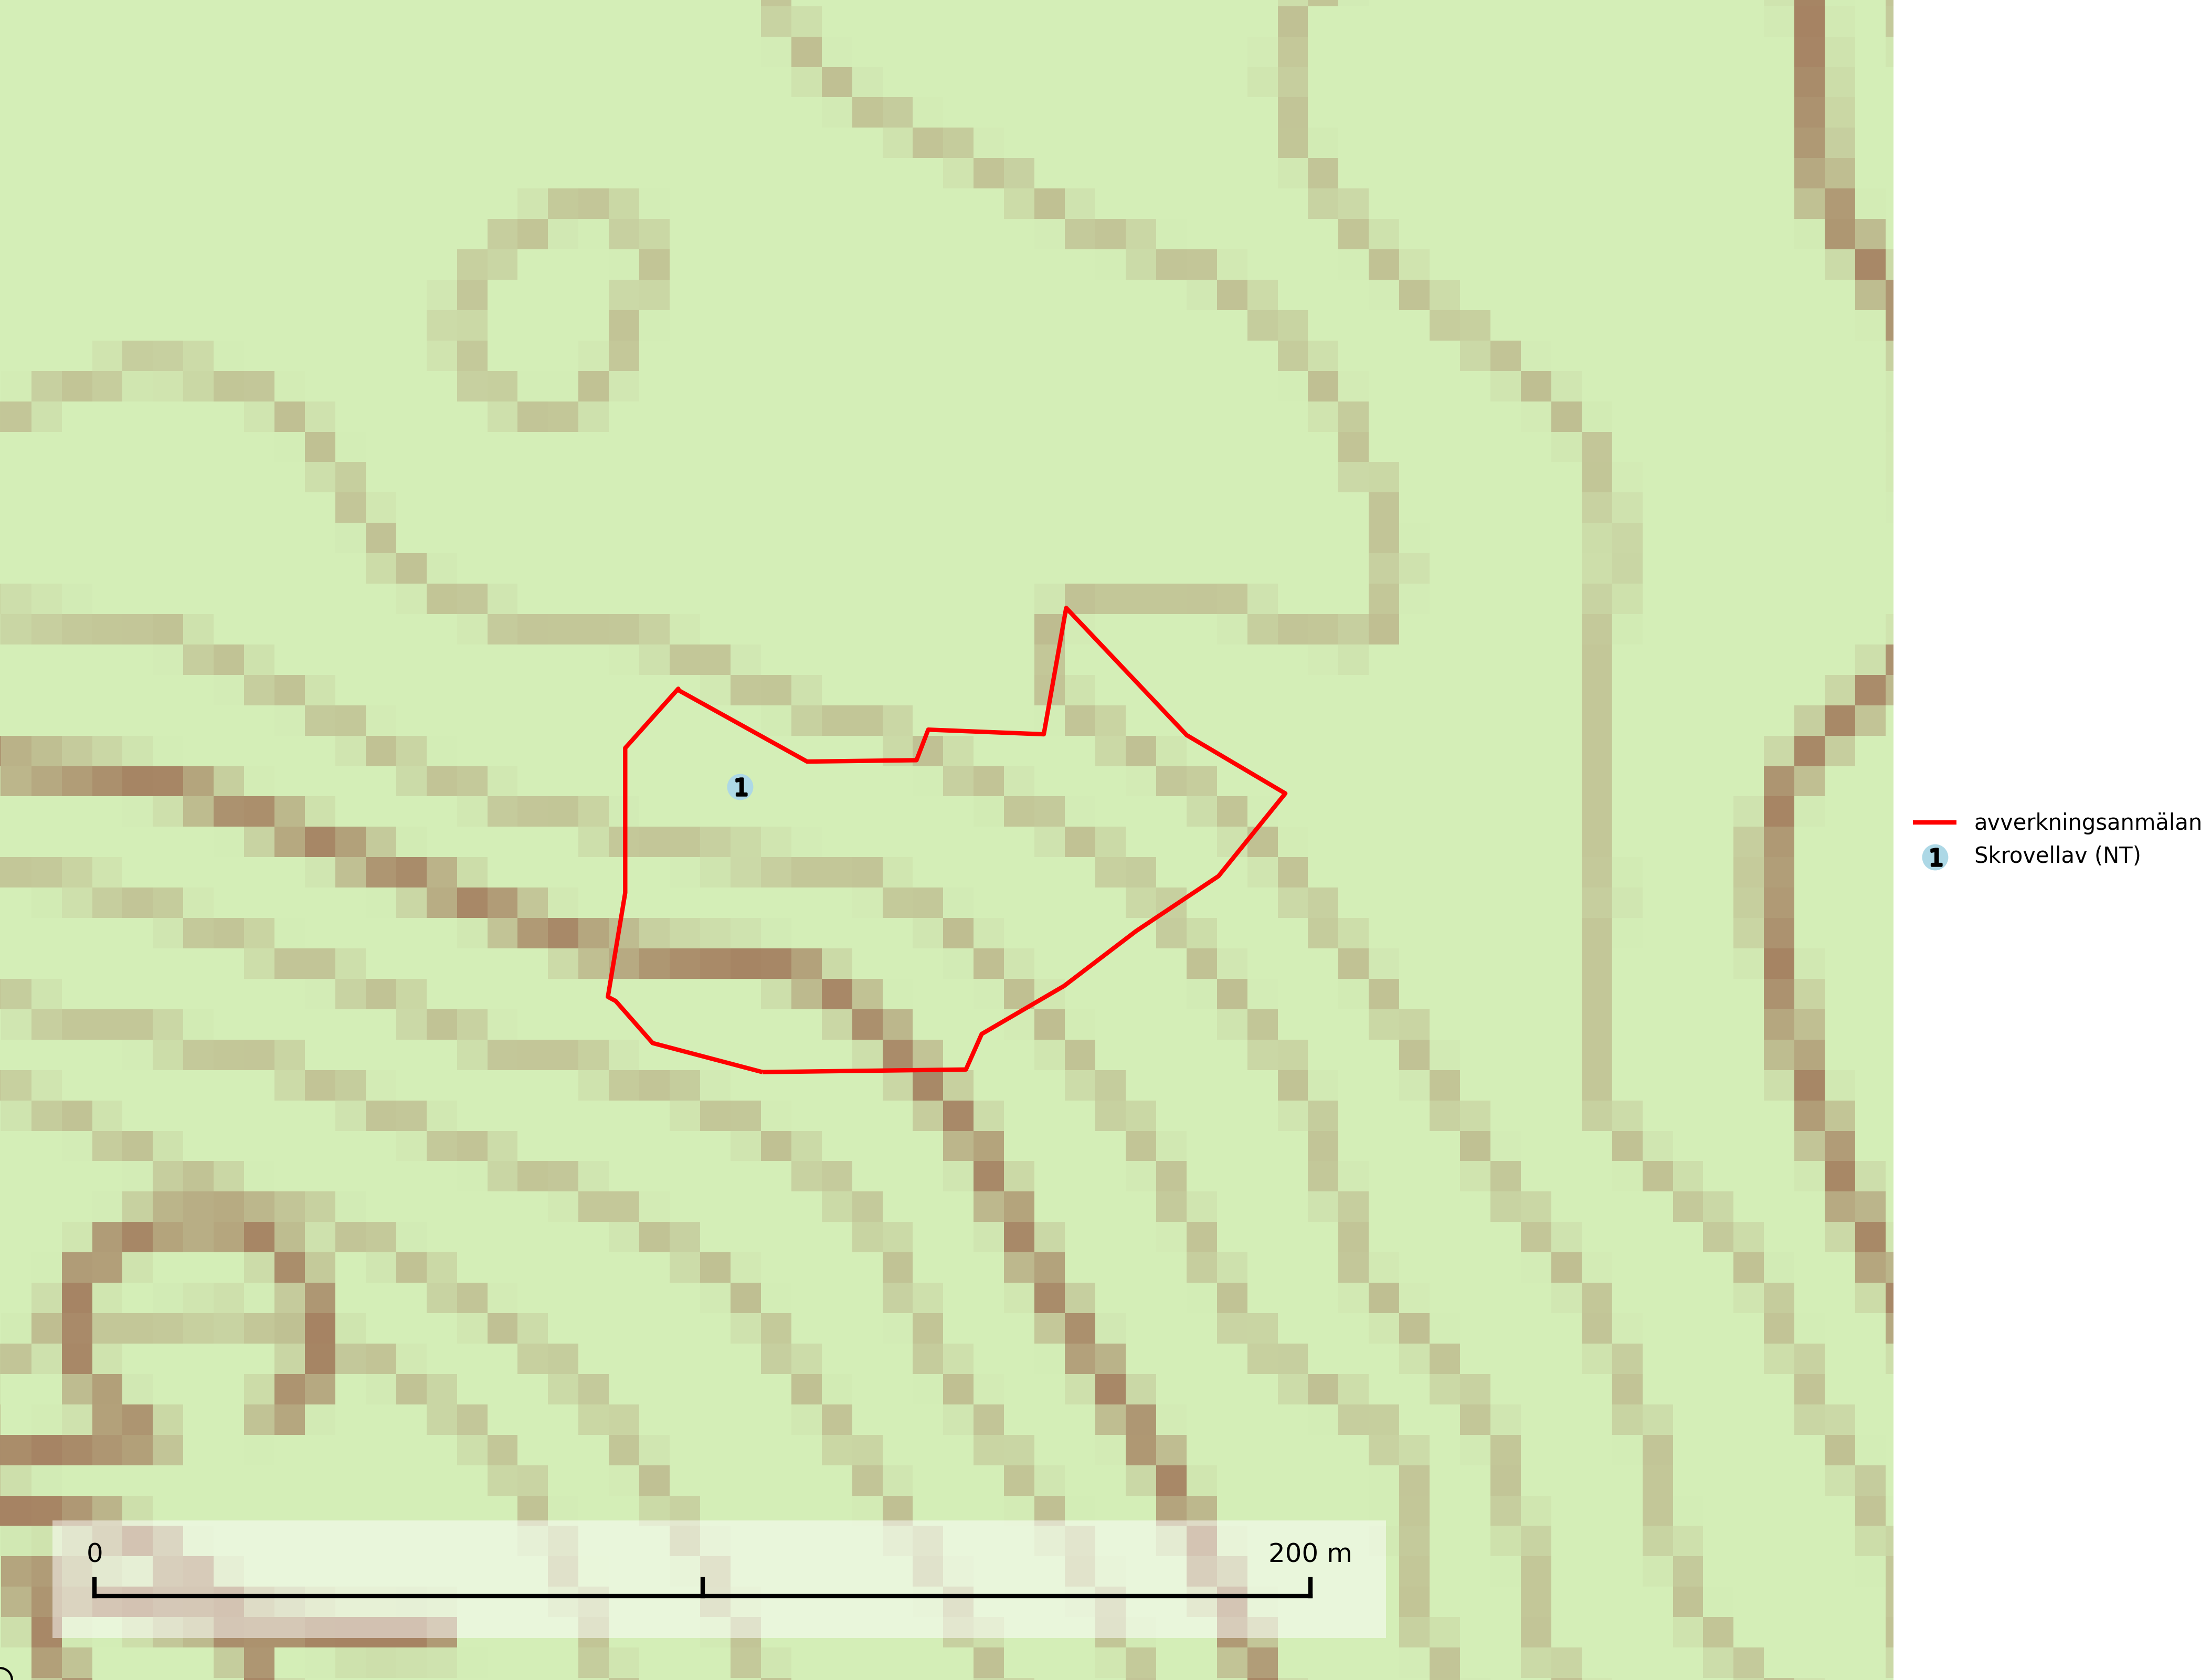 1
avverkningsanmälan
1 Skrovellav (NT)
0 200 m